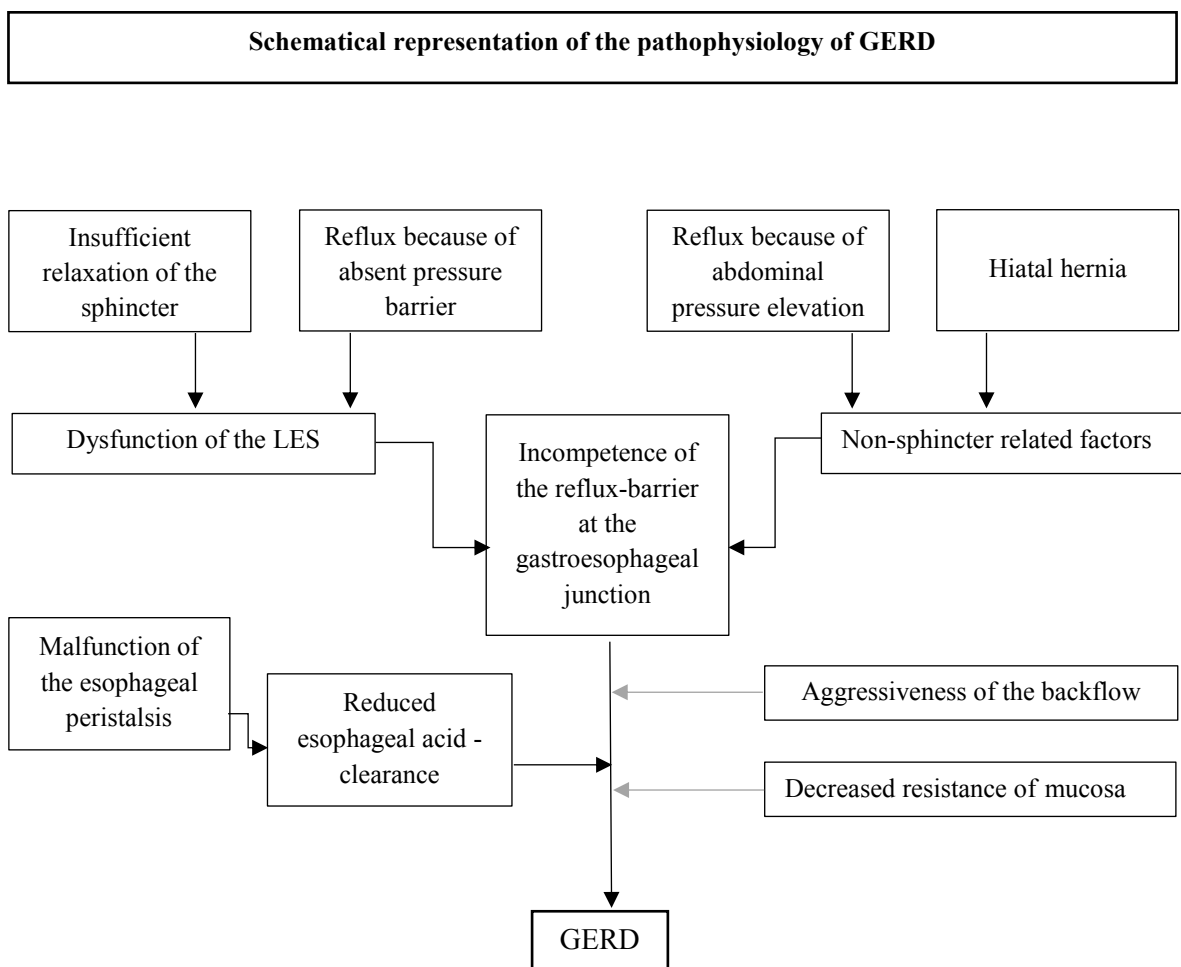 Schematical representation of the pathophysiology of GERD
Insufficient
relaxation of the
sphincter
Reflux because of
absent pressure
barrier
Reflux because of
abdominal
pressure elevation
Hiatal hernia
Dysfunction of the LES
Incompetence of
the reflux-barrier
at the
gastroesophageal
junction
Non-sphincter related factors
Malfunction of
the esophageal
peristalsis
Reduced
esophageal acid -
clearance
Aggressiveness of the backflow
Decreased resistance of mucosa
GERD